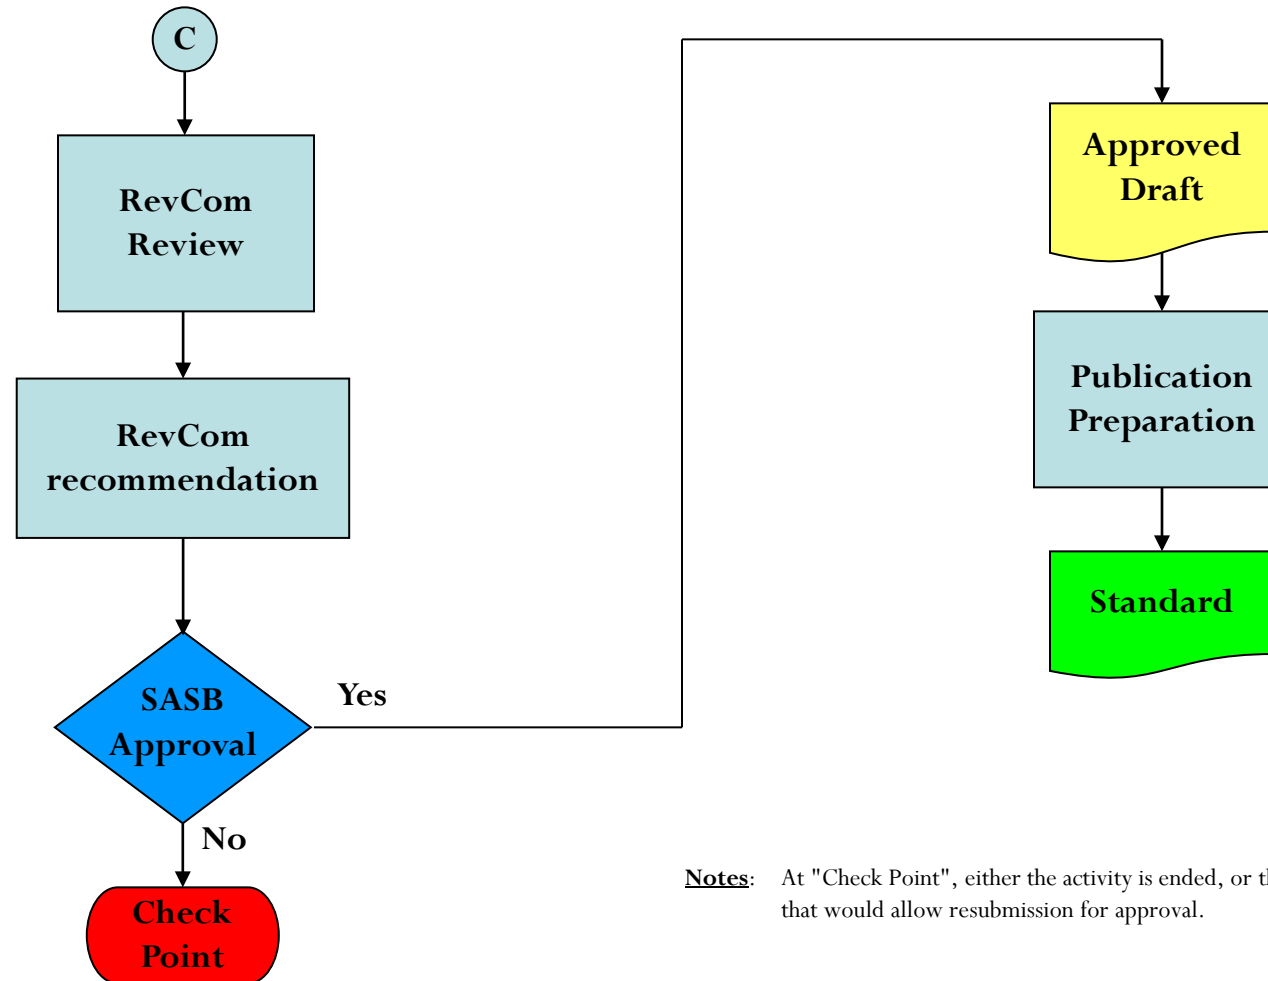 C
RevCom
Review
RevCom
recommendation
SASB
Approval
Yes
No
Check
Point
Approved
Draft
Publication
Preparation
Standard
Notes: At "Check Point", either the activity is ended, or
that would allow resubmission for approval.